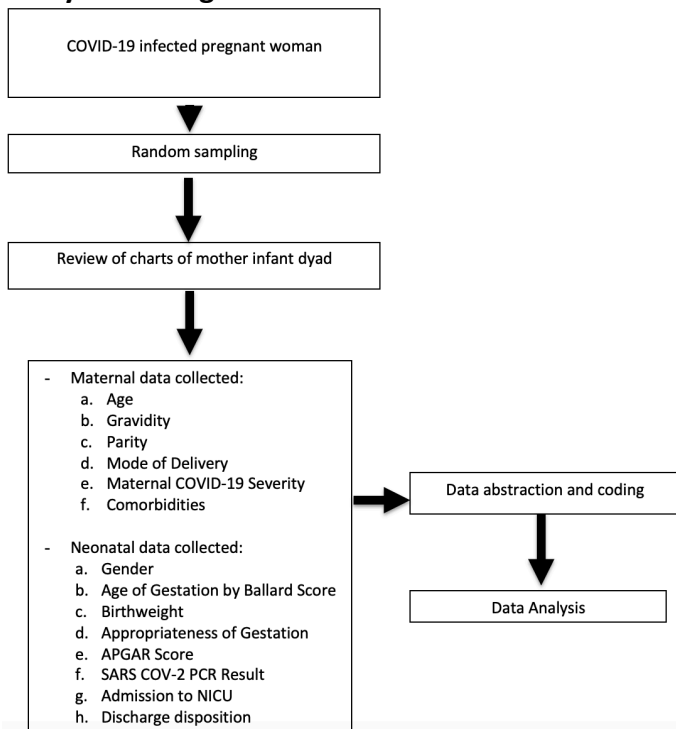 COVID-19 infected pregnant woman
Random sampling
Review of charts of mother infant dyad
- Maternal data collected:
a. Age
b. Gravidity
c. Parity
d. Mode of Delivery
e. Maternal COVID-19 Severity
f. Comorbidities
- Neonatal data collected:
a. Gender
b. Age of Gestation by Ballard Score
c. Birthweight
d. Appropriateness of Gestation
e. APGAR Score
f. SARS COV-2 PCR Result
g. Admission to NICU
h. Discharge disposition
Data abstraction and coding
Data Analysis